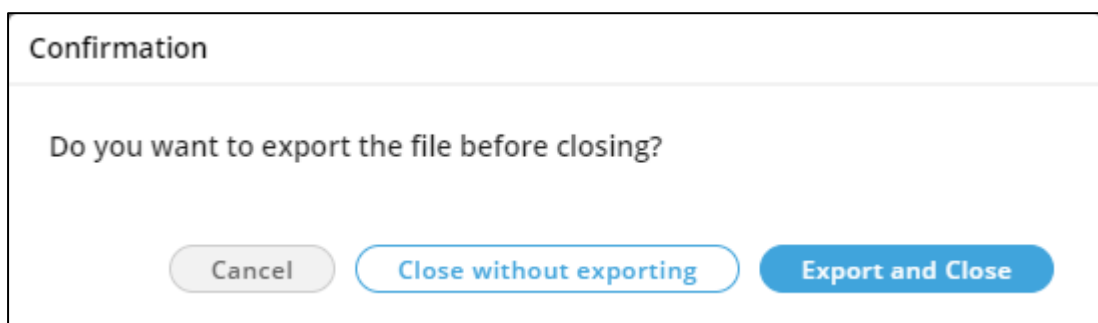 Confirmation
Do you want to export the file before closing?
Cancel
Close without exporting
Export and Close